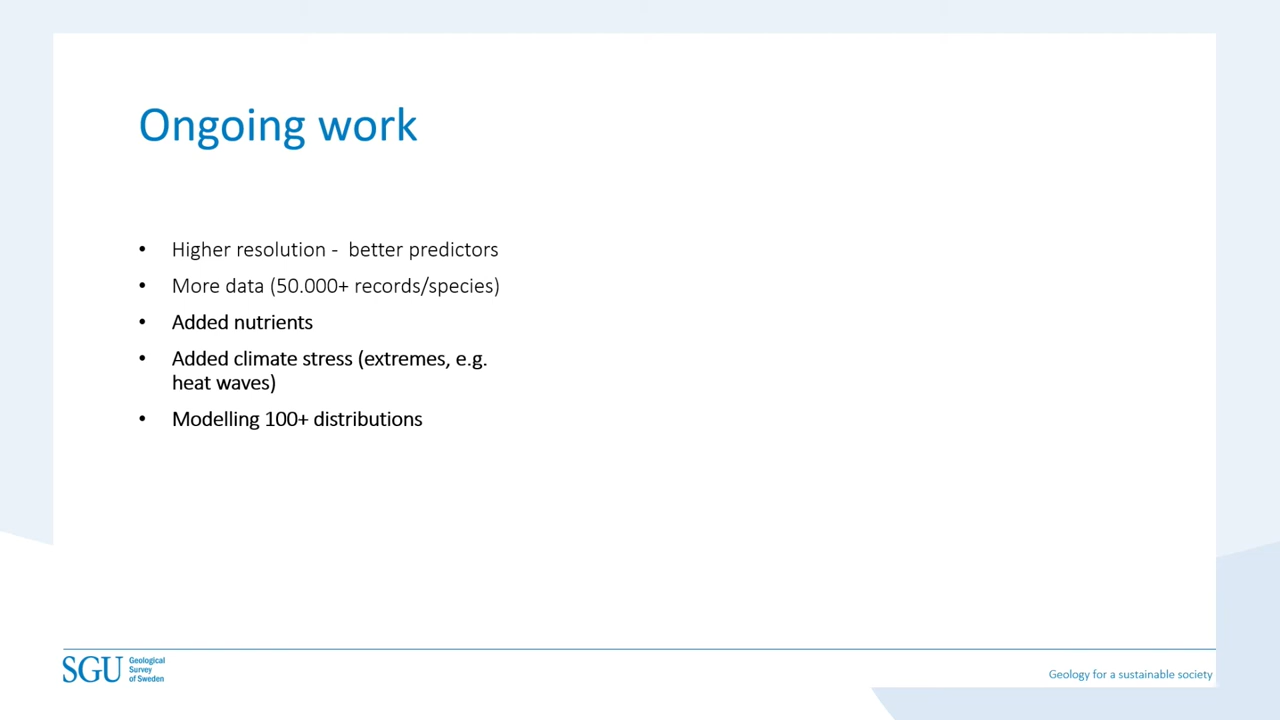 Ongoing work
• Higher resolution - better predictors
• More data (50.000+ records/species)
• Added nutrients
• Added climate stress (extremes, e.g.
heat waves)
• Modelling 100+ distributions
SGU Geological
Survey
of Sweden
Geology for a sustainable society